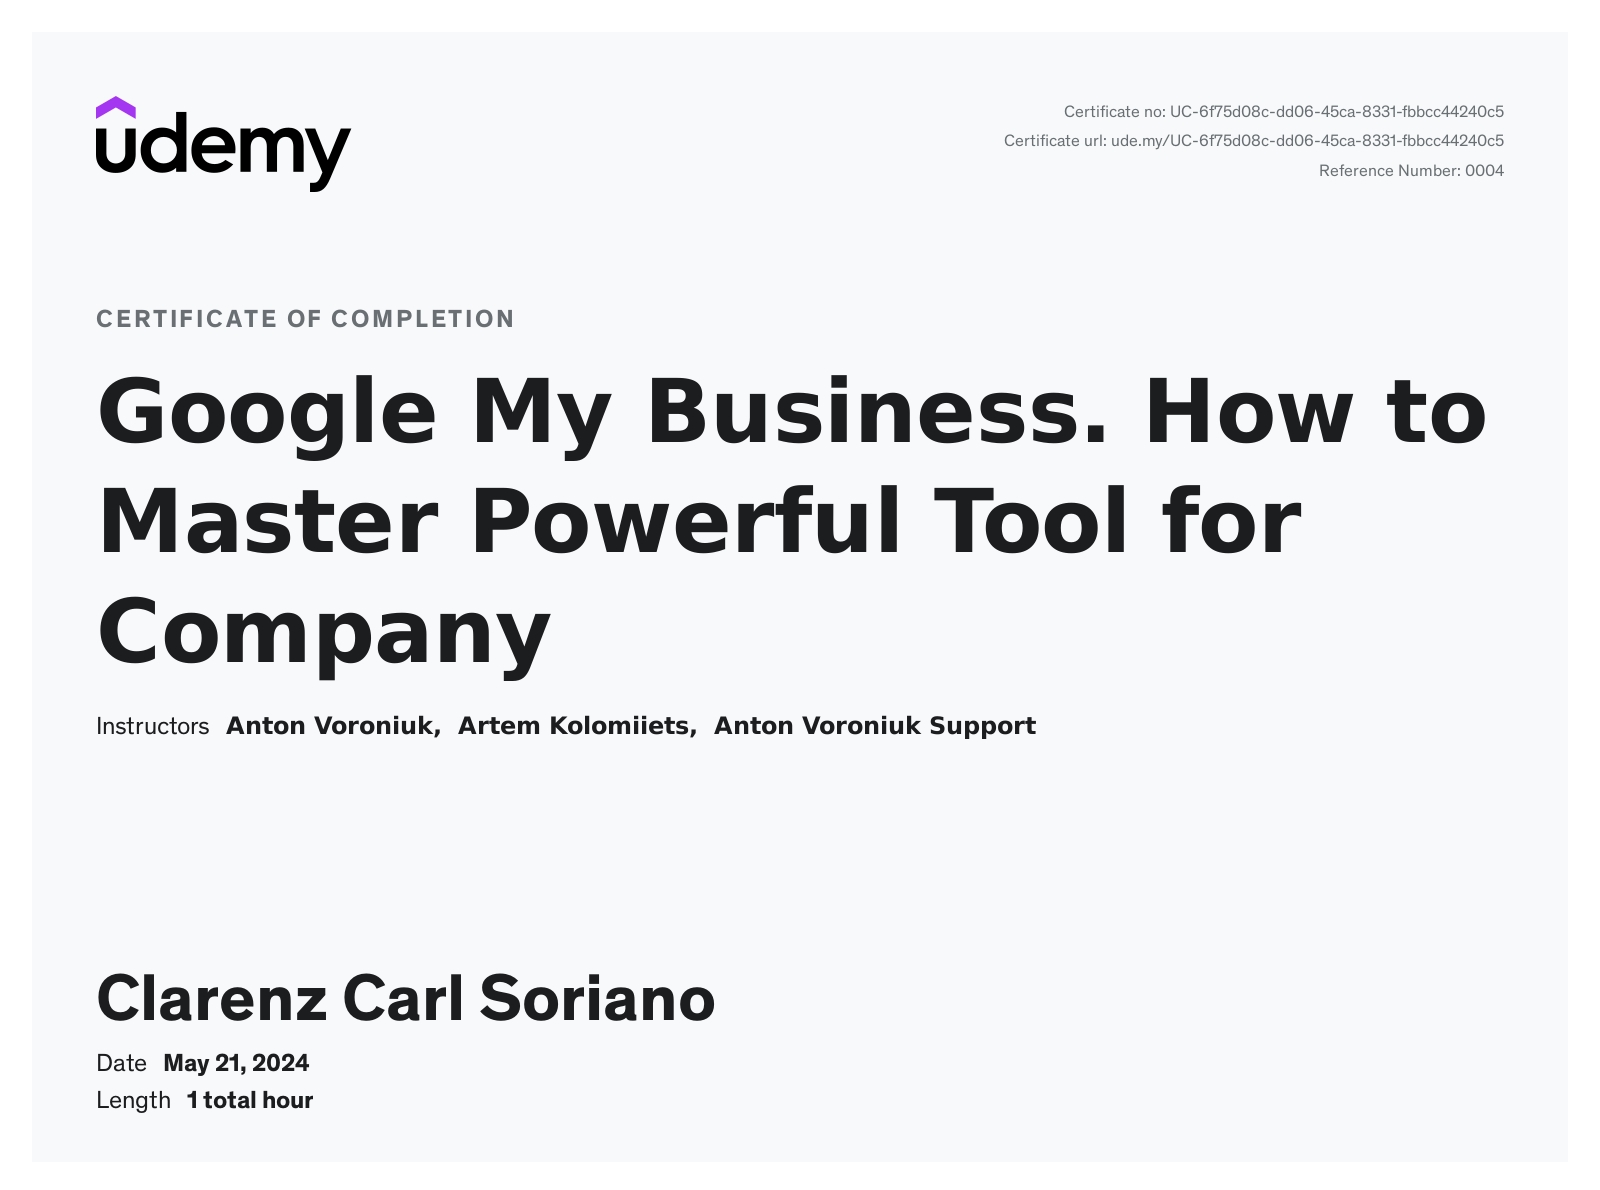 udemy
Certificate no: UC-6f75d08c-dd06-45ca-8331-fbbcc44240c5
Certificate url: ude.my/UC-6f75d08c-dd06-45ca-8331-fbbcc44240c5
Reference Number: 0004
CERTIFICATE OF COMPLETION
Google My Business. How to
Master Powerful Tool for
Company
Instructors Anton Voroniuk, Artem Kolomiiets, Anton Voroniuk Support
Clarenz Carl Soriano
Date May 21, 2024
Length 1 total hour